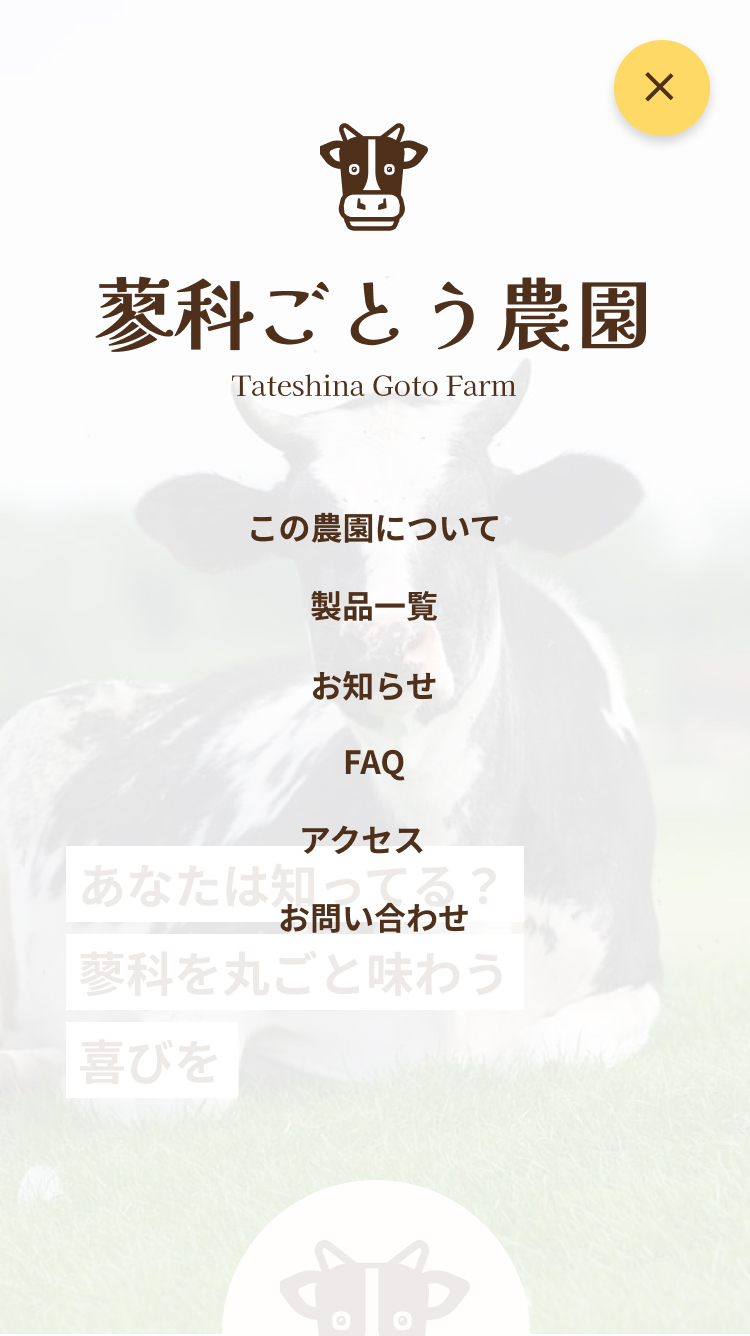 蓼科ごとう農園
Tateshina Goto Farm
この農園について
製品一覧
お知らせ
FAQ
アクセス
お問い合わせ
あなたは知ってる？
蓼科を丸ごと味わう
喜びを